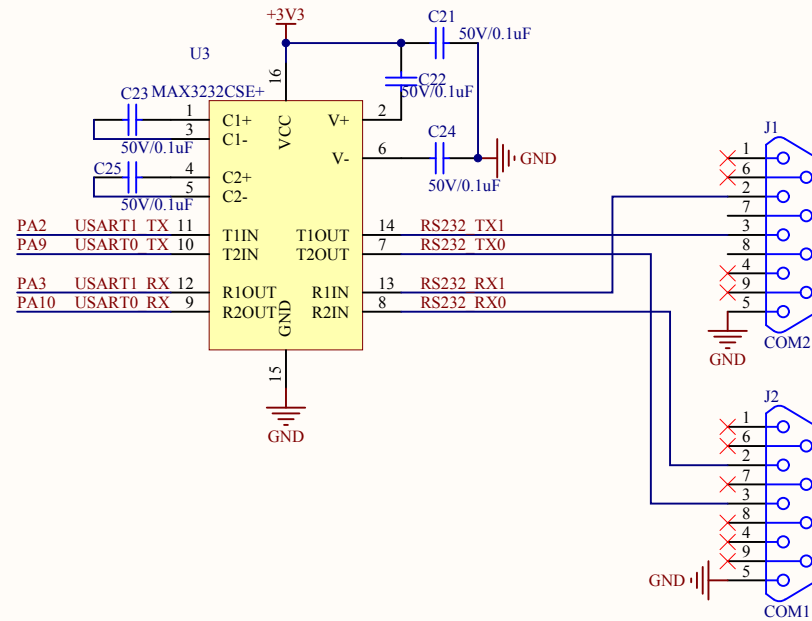 +3V3
C21
50V/0.1uF
U3
16
C22
50V/0.1uF
C23
MAX3232CSE+
1
C1+
VCC
V+
2
3
C1-
50V/0.1uF
C24
V-
6
GND
C25
4
C2+
50V/0.1uF
50V/0.1uF
5
C2-
PA2 USART1_TX 11 T1IN T1OUT 14 RS232_TX1
PA9 USART0_TX 10 T2IN T2OUT 7 RS232_TX0
PA3 USART1_RX 12 R1OUT R1IN 13 RS232_RX1
PA10 USART0_RX 9 R2OUT R2IN 8 RS232_RX0
GND
15
GND
J1
1
6
2
7
3
8
4
9
5
GND
COM2
J2
1
6
2
7
3
8
4
9
5
GND
COM1